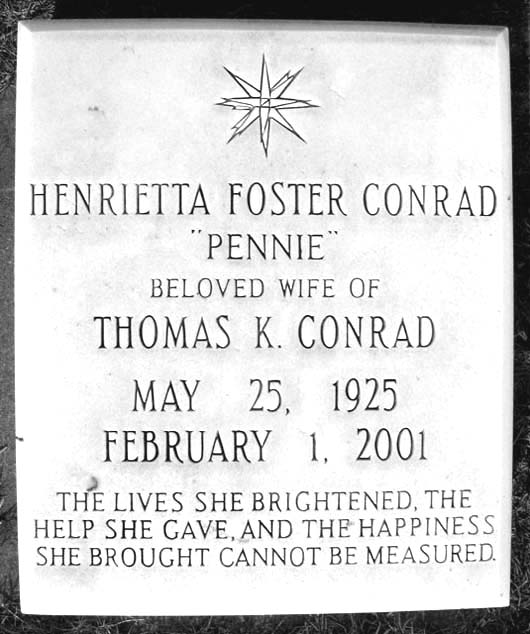 HENRIETTA FOSTER CONRAD
"PENNIE"
BELOVED WIFE OF
THOMAS K. CONRAD
MAY 25, 1925
FEBRUARY 1, 2001
THE LIVES SHE BRIGHTENED, THE
HELP SHE GAVE, AND THE HAPPINESS
SHE BROUGHT CANNOT BE MEASURED.